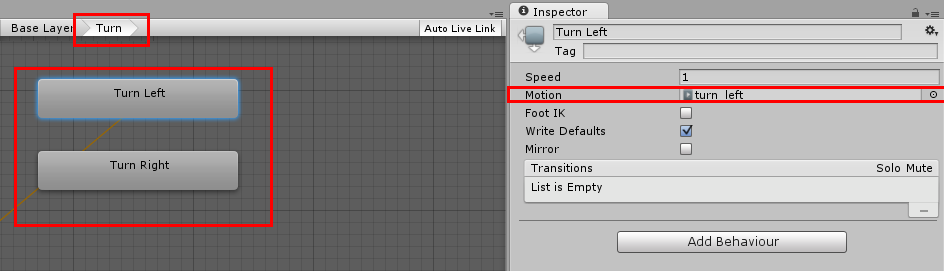 Base Layer
Turn
Auto Live Link
Turn Left
Turn Right
Inspector
Turn Left
Tag
Speed 1
Motion turn_left
Foot IK
Write Defaults
Mirror
Transitions Solo Mute
List is Empty
Add Behaviour